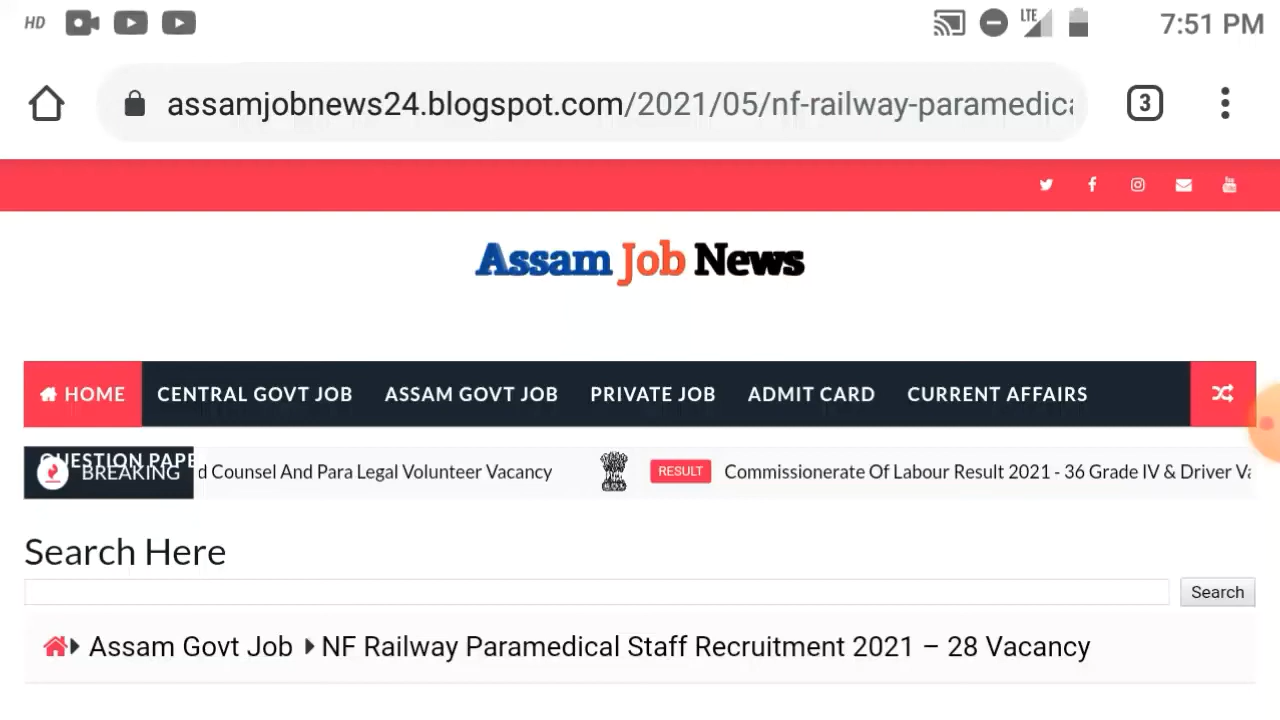 HD
LTE
7:51 PM
assamjobnews24.blogspot.com/2021/05/nf-railway-paramedica
3
Assam Job News
HOME CENTRAL GOVT JOB ASSAM GOVT JOB PRIVATE JOB ADMIT CARD CURRENT AFFAIRS
QUESTION PAPE
BREAKING d Counsel And Para Legal Volunteer Vacancy RESULT Commissionerate Of Labour Result 2021 - 36 Grade IV & Driver Va
Search Here
Search
Assam Govt Job NF Railway Paramedical Staff Recruitment 2021 – 28 Vacancy